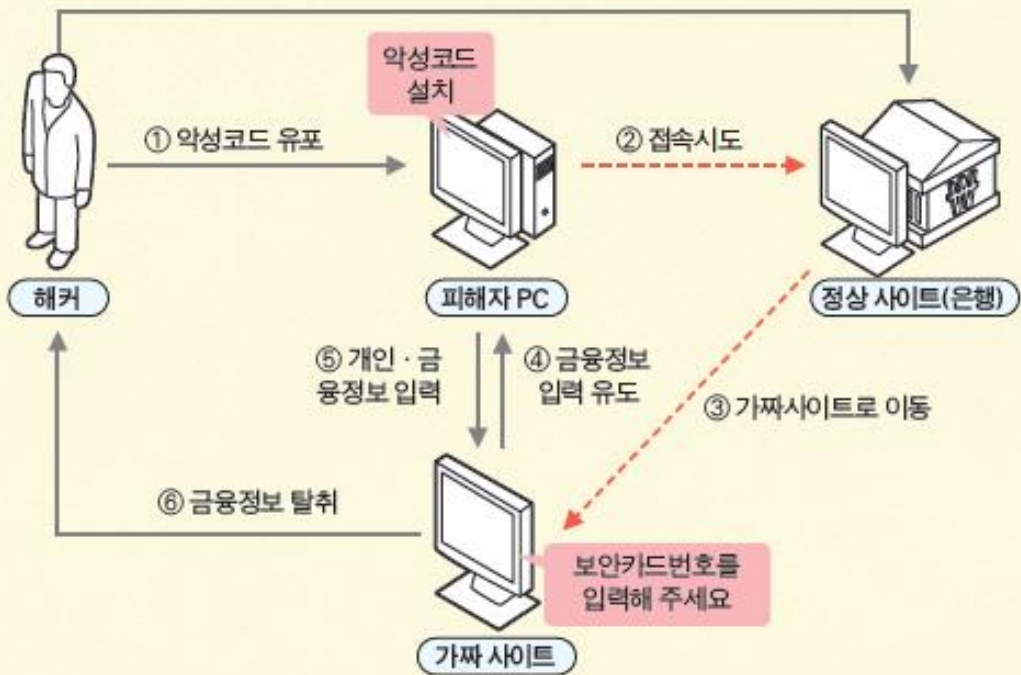 악성코드
설치
① 악성코드 유포
② 접속시도
해커
피해자 PC
정상 사이트(은행)
⑤ 개인 · 금
융정보 입력
④ 금융정보
입력 유도
③ 가짜사이트로 이동
⑥ 금융정보 탈취
보안카드번호를
입력해 주세요
가짜 사이트